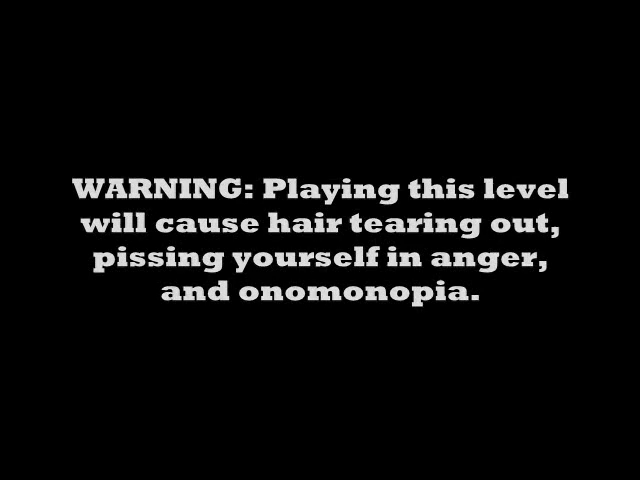 WARNING: Playing this level
will cause hair tearing out,
pissing yourself in anger,
and onomonopia.